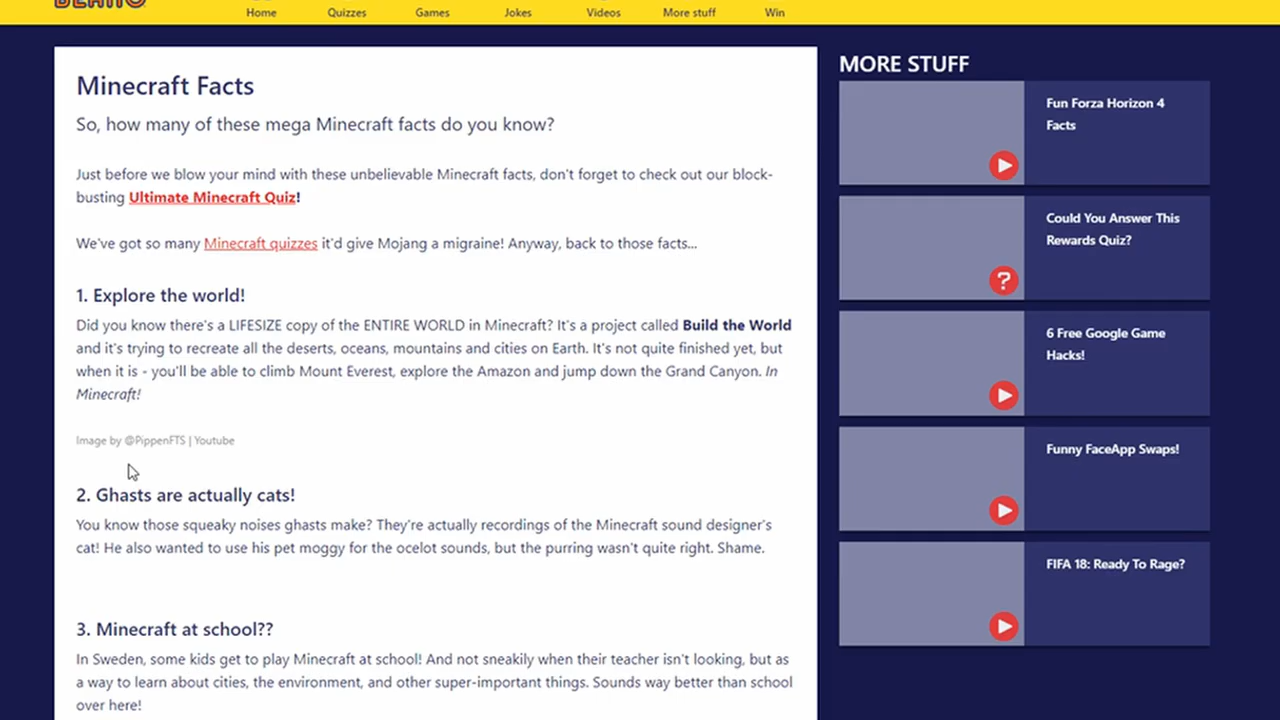 BEANO
Home
Quizzes
Games
Jokes
Videos
More stuff
Win
Minecraft Facts
So, how many of these mega Minecraft facts do you know?
Just before we blow your mind with these unbelievable Minecraft facts, don't forget to check out our block-
busting Ultimate Minecraft Quiz!
We've got so many Minecraft quizzes it'd give Mojang a migraine! Anyway, back to those facts...
1. Explore the world!
Did you know there's a LIFESIZE copy of the ENTIRE WORLD in Minecraft? It's a project called Build the World
and it's trying to recreate all the deserts, oceans, mountains and cities on Earth. It's not quite finished yet, but
when it is - you'll be able to climb Mount Everest, explore the Amazon and jump down the Grand Canyon. In
Minecraft!
Image by @PippenFTS | Youtube
2. Ghasts are actually cats!
You know those squeaky noises ghasts make? They're actually recordings of the Minecraft sound designer's
cat! He also wanted to use his pet moggy for the ocelot sounds, but the purring wasn't quite right. Shame.
3. Minecraft at school??
In Sweden, some kids get to play Minecraft at school! And not sneakily when their teacher isn't looking, but as
a way to learn about cities, the environment, and other super-important things. Sounds way better than school
over here!
MORE STUFF
Fun Forza Horizon 4
Facts
Could You Answer This
Rewards Quiz?
?
6 Free Google Game
Hacks!
Funny FaceApp Swaps!
FIFA 18: Ready To Rage?